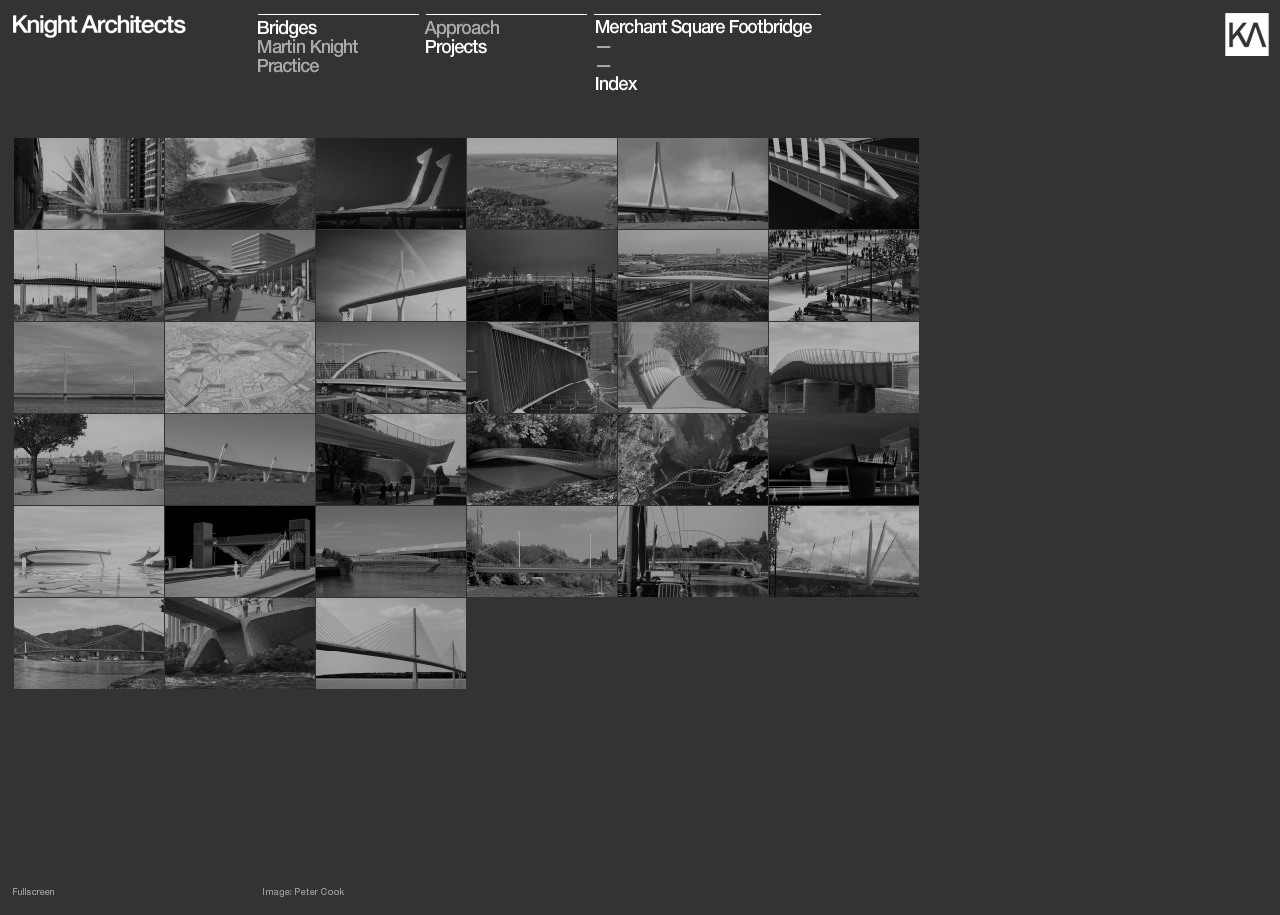 Knight Architects
Bridges
Martin Knight
Practice
Approach
Projects
Merchant Square Footbridge
—
—
Index
KA
Fullscreen
Image: Peter Cook